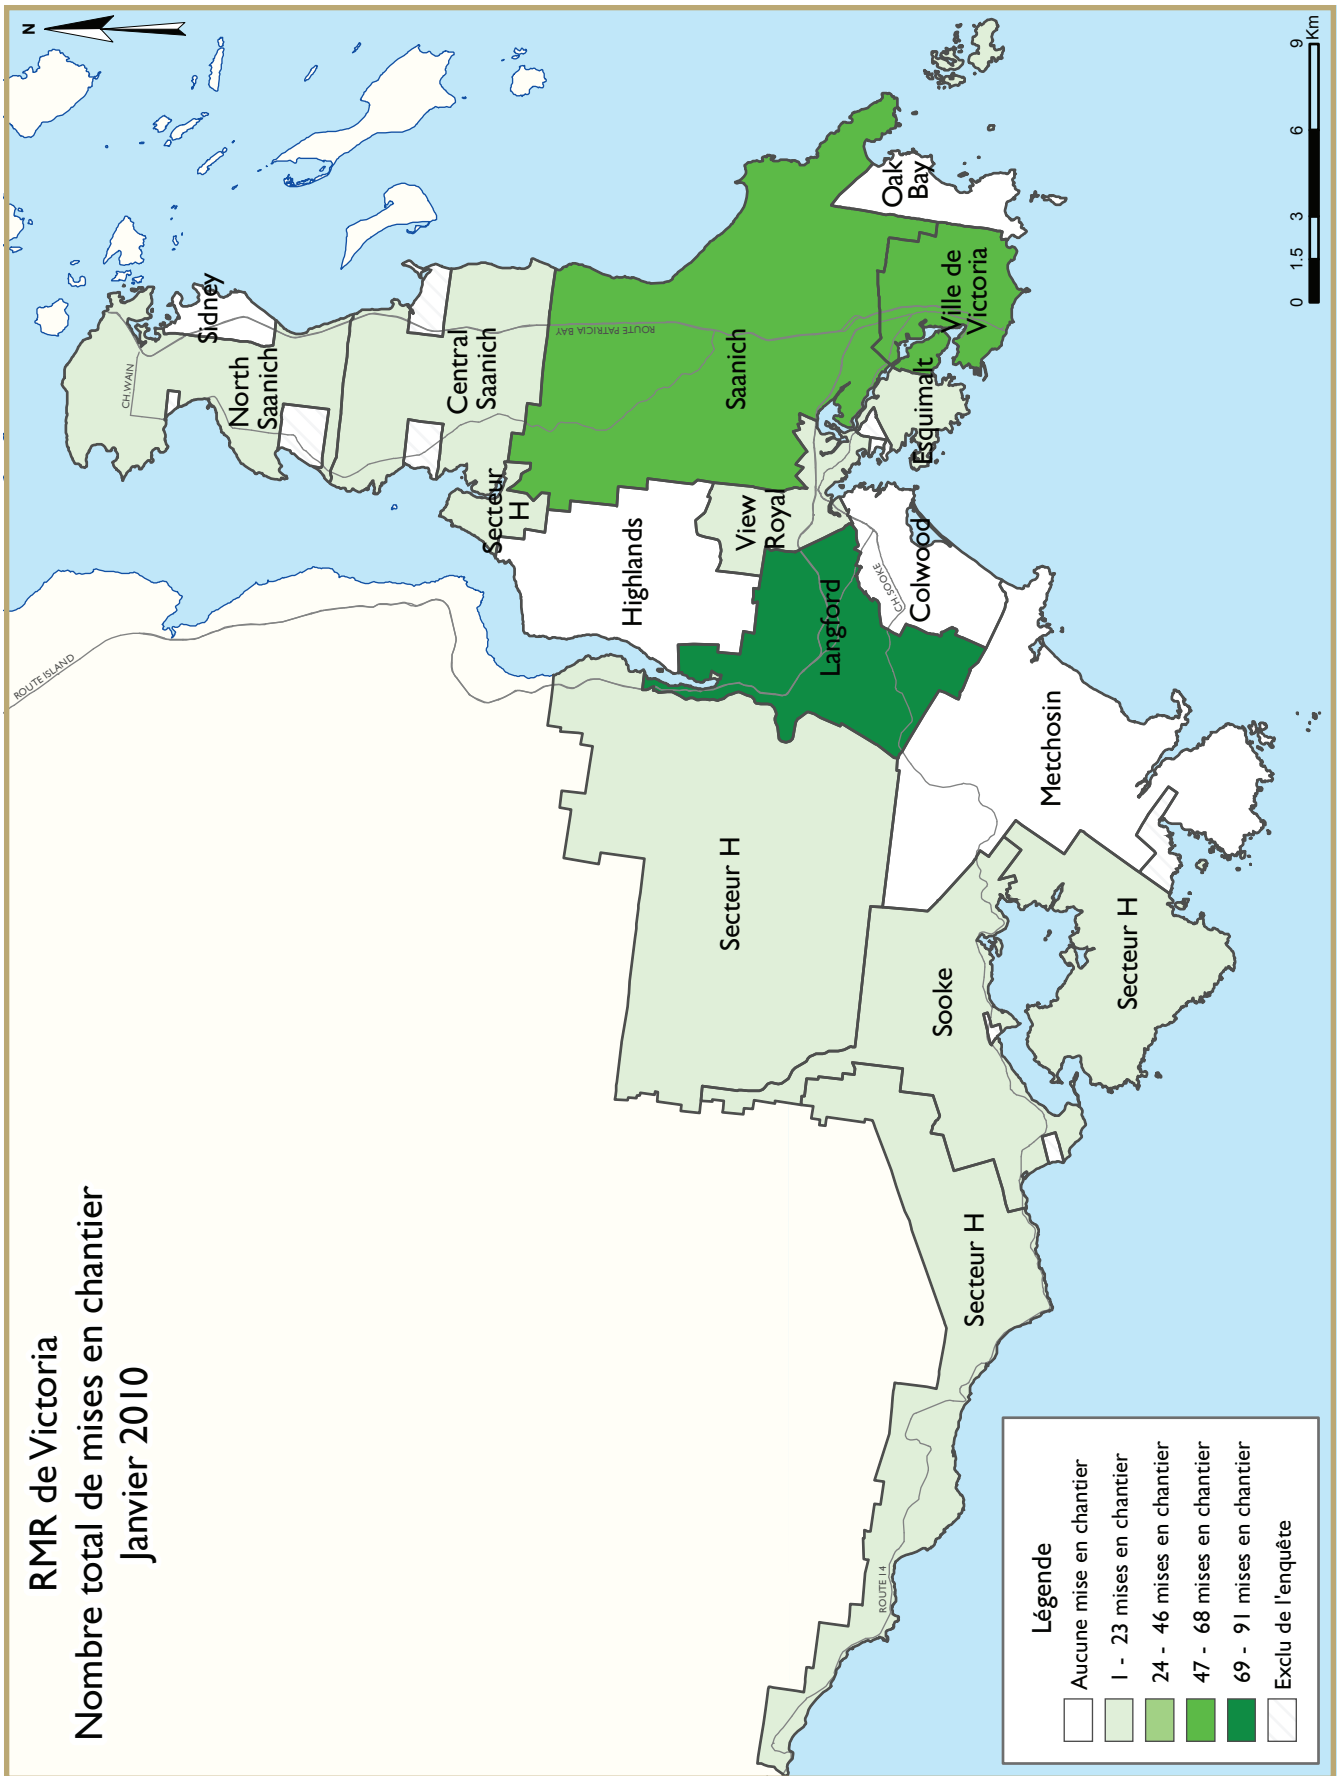 RMR de Victoria
Nombre total de mises en chantier
Janvier 2010
N
ROUTE ISLAND
CH.WAIN
Sidney
North
Saanich
Central
Saanich
ROUTE PATRICIA BAY
Secteur
H
Saanich
Highlands
View
Royal
Oak
Bay
Ville de
Victoria
Esquimalt
Langford
CH.SOOKE
Colwood
Metchosin
Secteur H
Sooke
Secteur H
Secteur H
ROUTE 14
Légende
Aucune mise en chantier
1 - 23 mises en chantier
24 - 46 mises en chantier
47 - 68 mises en chantier
69 - 91 mises en chantier
Exclu de l'enquête
0 1.5 3 6 9
Km